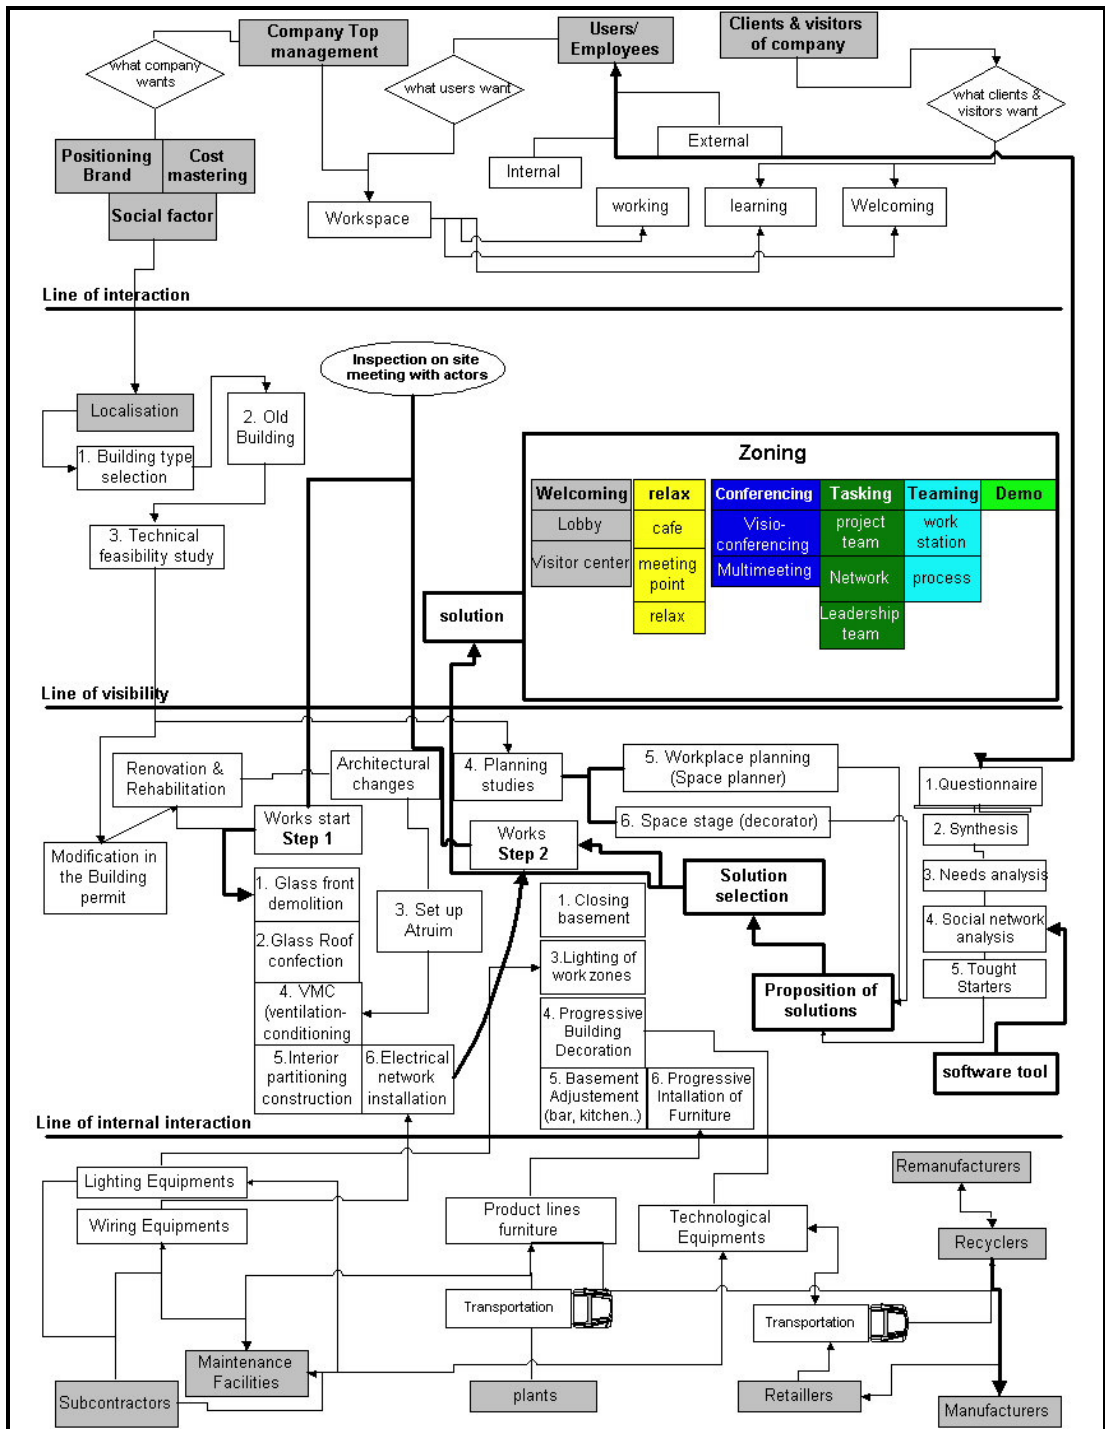 Company Top
management
Users/
Employees
Clients & visitors
of company
what company
wants
what users want
what clients &
visitors want
Positioning
Brand
Cost
mastering
Social factor
External
Internal
Workspace
working
learning
Welcoming
Line of interaction
Inspection on site
meeting with actors
Localisation
2. Old
Building
1. Building type
selection
3. Technical
feasibility study
Zoning
Welcoming
relax
Conferencing
Tasking
Teaming
Demo
Lobby
cafe
Visio-
conferencing
project
team
work
station
Visitor center
meeting
point
Multimeeting
Network
process
relax
Leadership
team
solution
Line of visibility
Renovation &
Rehabilitation
Architectural
changes
4. Planning
studies
5. Workplace planning
(Space planner)
1.Questionnaire
Works start
Step 1
Works
Step 2
6. Space stage (decorator)
2. Synthesis
Modification in
the Building
permit
1. Glass front
demolition
3. Set up
Atruim
1. Closing
basement
Solution
selection
3. Needs analysis
4. Social network
analysis
2.Glass Roof
confection
3.Lighting of
work zones
5. Tought
Starters
4. VMC
(ventilation-
conditioning
4. Progressive
Building
Decoration
Proposition of
solutions
5.Interior
partitioning
construction
6.Electrical
network
installation
5. Basement
Adjustement
(bar, kitchen..)
6. Progressive
Intallation of
Furniture
software tool
Line of internal interaction
Lighting Equipments
Remanufacturers
Wiring Equipments
Product lines
furniture
Technological
Equipments
Recyclers
Transportation
Transportation
Maintenance
Facilities
Subcontractors
plants
Retaillers
Manufacturers